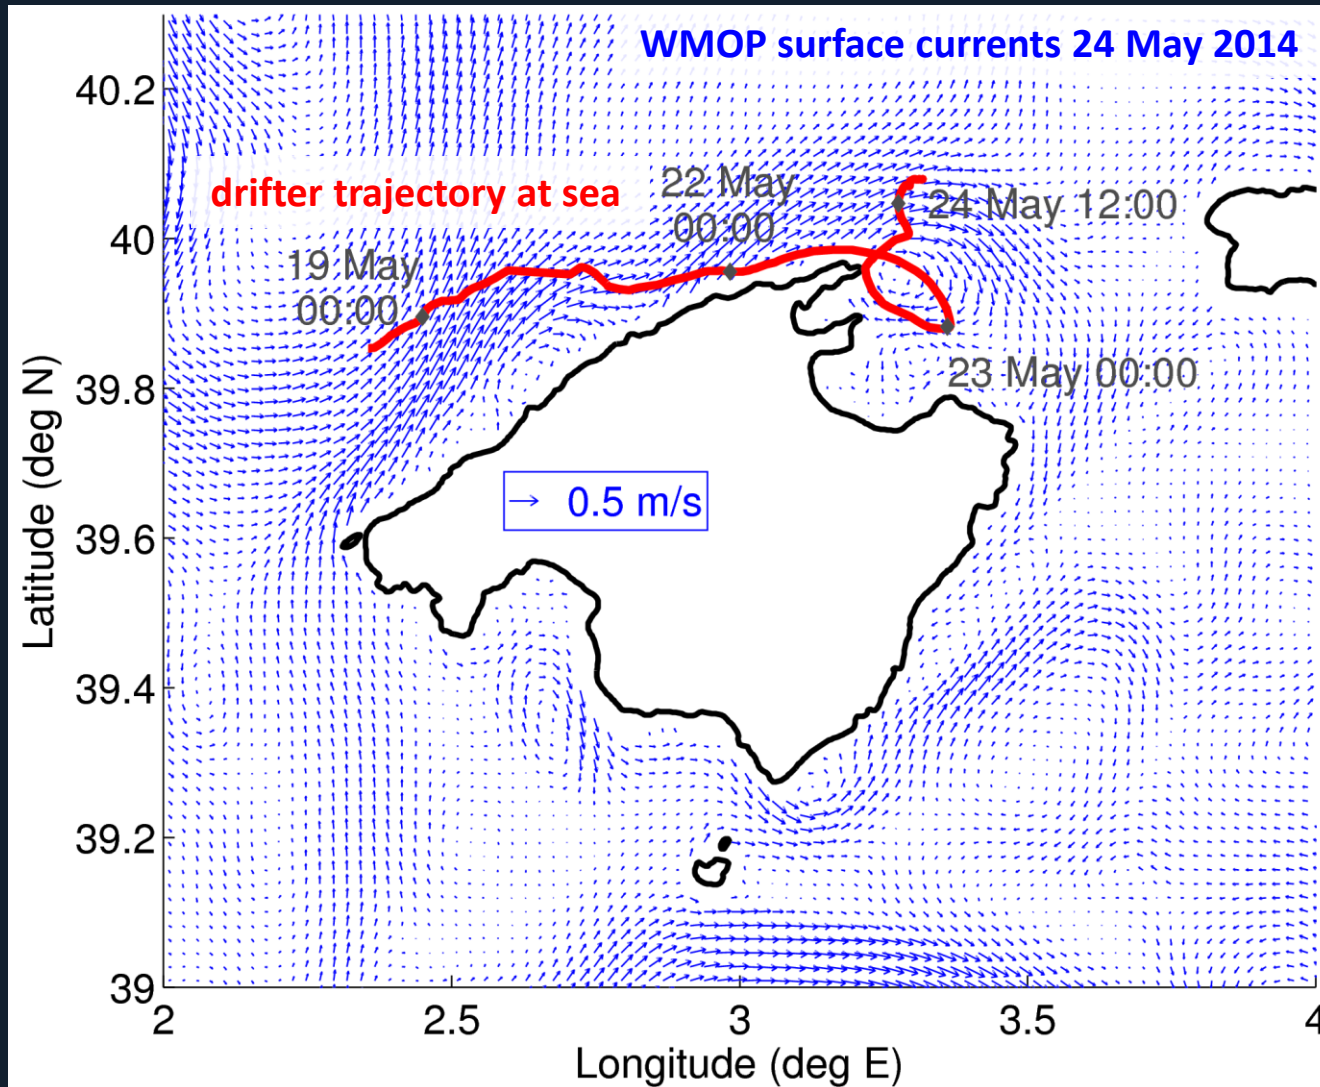 WMOP surface currents 24 May 2014
40.2
drifter trajectory at sea
22 May
00:00
24 May 12:00
40
19 May
00:00
23 May 00:00
39.8
0.5 m/s
39.6
39.4
39.2
39
Latitude (deg N)
2
2.5
3
3.5
4
Longitude (deg E)